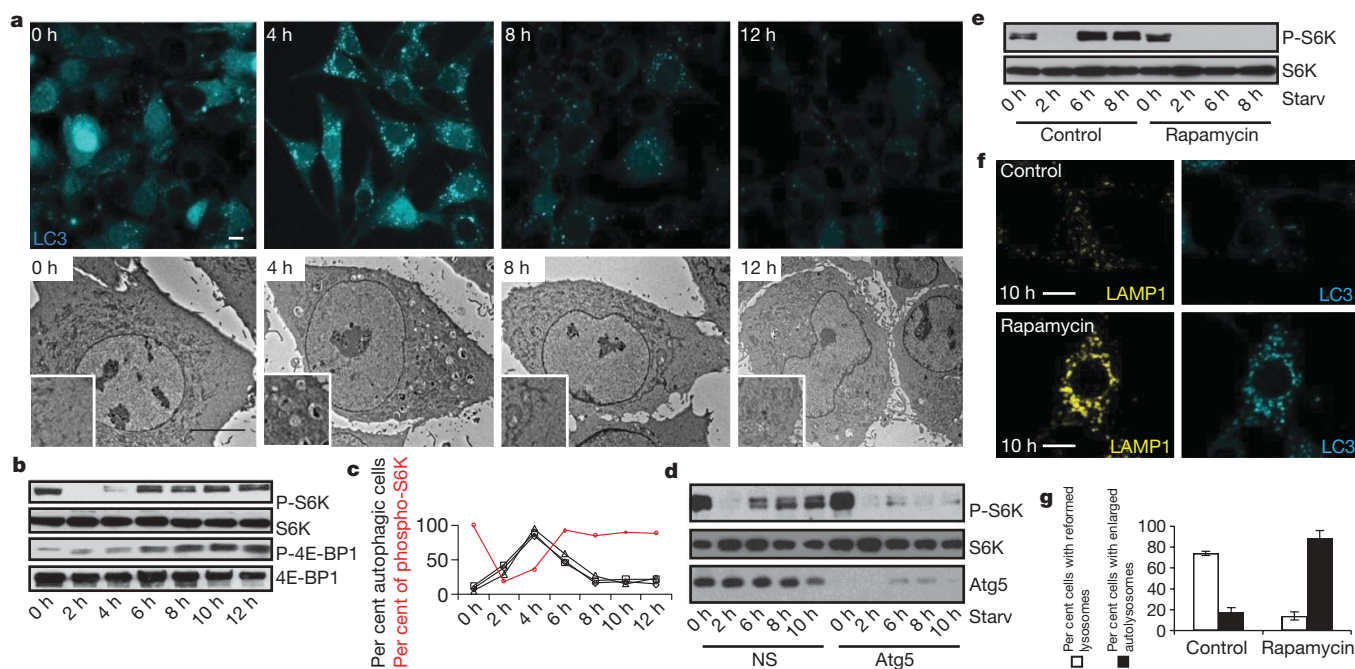 a
0 h
4 h
8 h
12 h
LC3
0 h
4 h
8 h
12 h
b
P-S6K
S6K
P-4E-BP1
4E-BP1
0 h 2 h 4 h 6 h 8 h 10 h 12 h
c
Per cent autophagic cells
Per cent of phospho-S6K
100
50
0
0 h 2 h 4 h 6 h 8 h 10 h 12 h
d
P-S6K
S6K
Atg5
0 h 2 h 6 h 8 h 10 h 0 h 2 h 6 h 8 h 10 h Starv
NS Atg5
e
P-S6K
S6K
0 h 2 h 6 h 8 h 0 h 2 h 6 h 8 h Starv
Control Rapamycin
f
Control
10 h LAMP1
LC3
Rapamycin
10 h LAMP1
LC3
g
Per cent cells with reformed
lysosomes
Per cent cells with enlarged
autolysosomes
100
80
60
40
20
Control Rapamycin